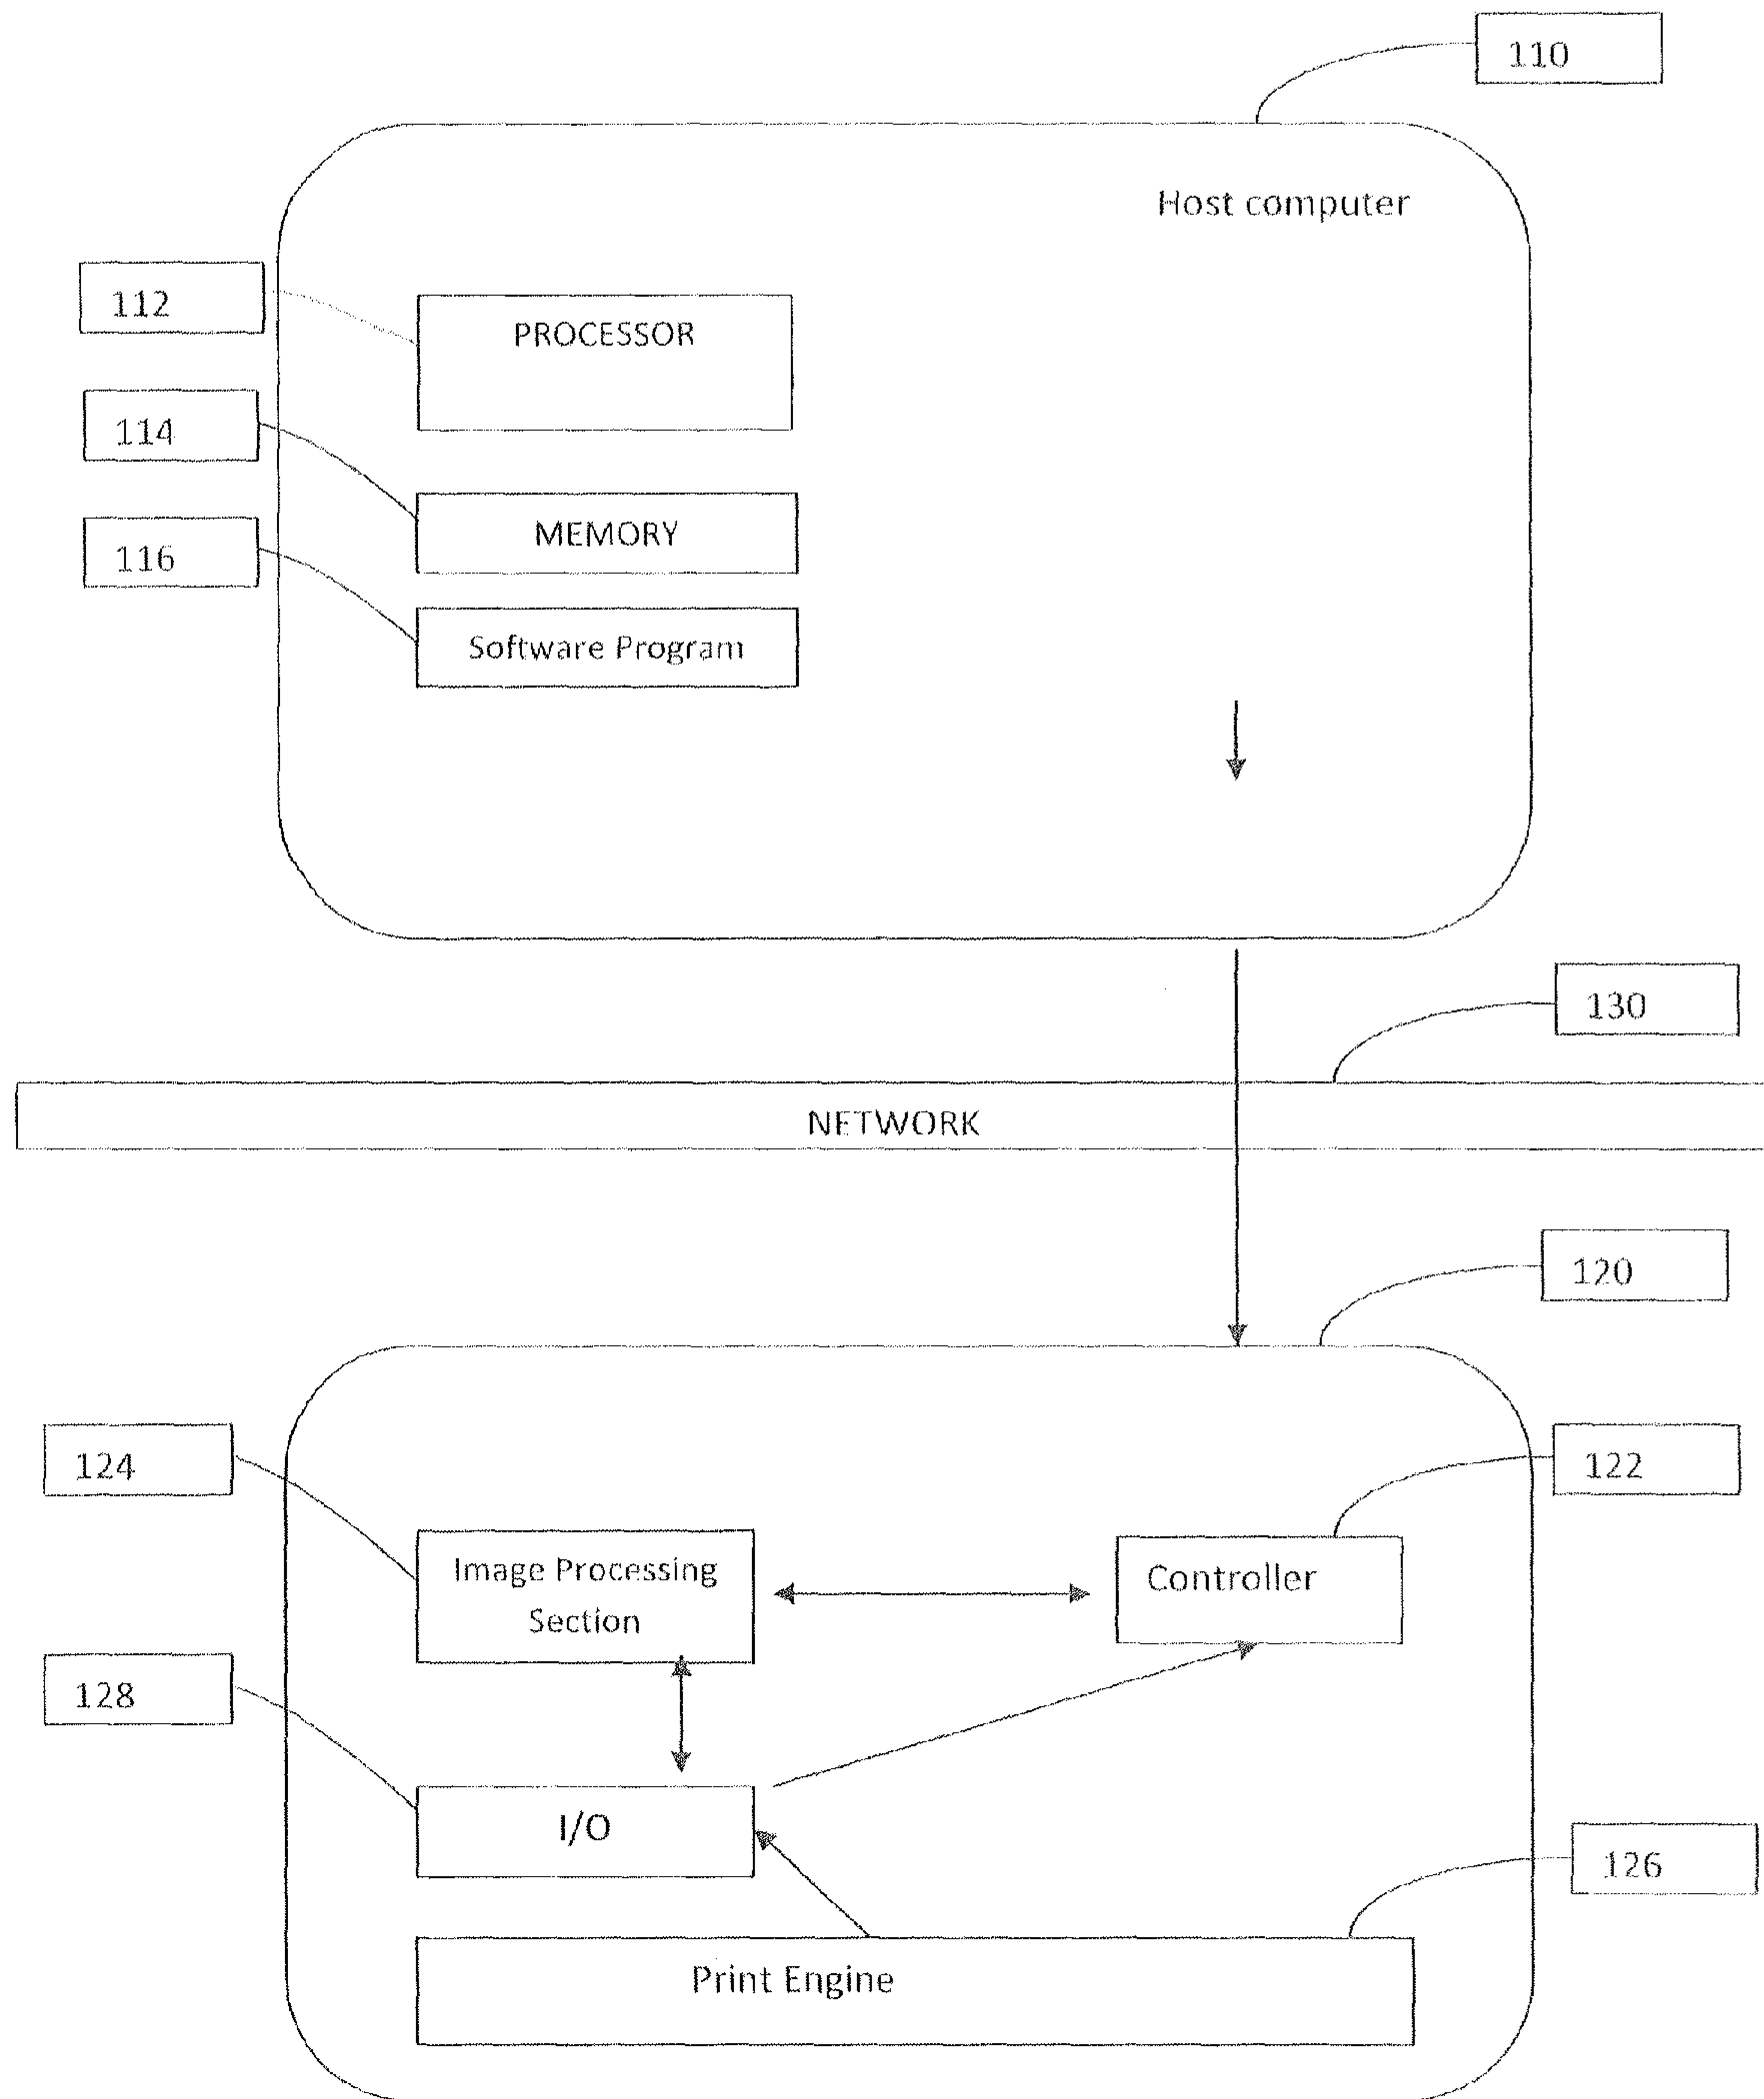 110
Host computer
112
PROCESSOR
114
MEMORY
116
Software Program
130
NETWORK
120
124
122
Image Processing
Section
Controller
128
I/O
126
Print Engine